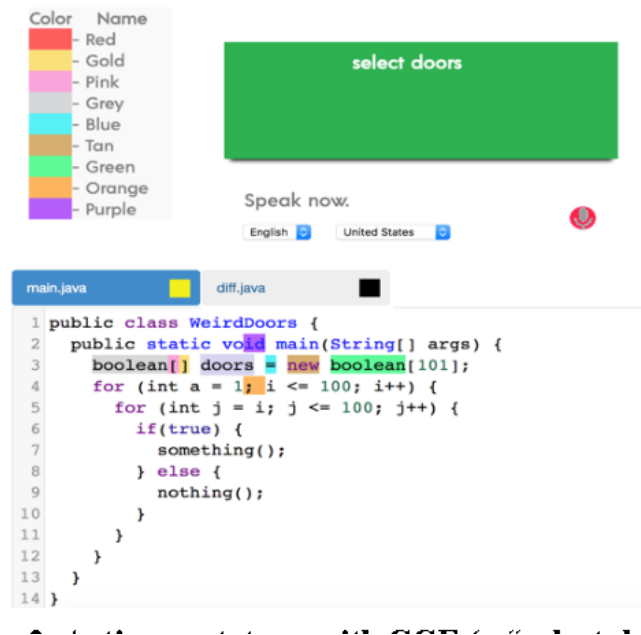 Color Name
- Red
- Gold
- Pink
- Grey
- Blue
- Tan
- Green
- Orange
- Purple
select doors
Speak now.
English United States
main.java diff.java
1 public class WeirdDoors {
2 public static void main(String[] args) {
3 boolean[] doors = new boolean[101];
4 for (int a = 1; i <= 100; i++) {
5 for (int j = i; j <= 100; j++) {
6 if(true) {
7 something();
8 } else {
9 nothing();
10 }
11 }
12 }
13 }
14 }